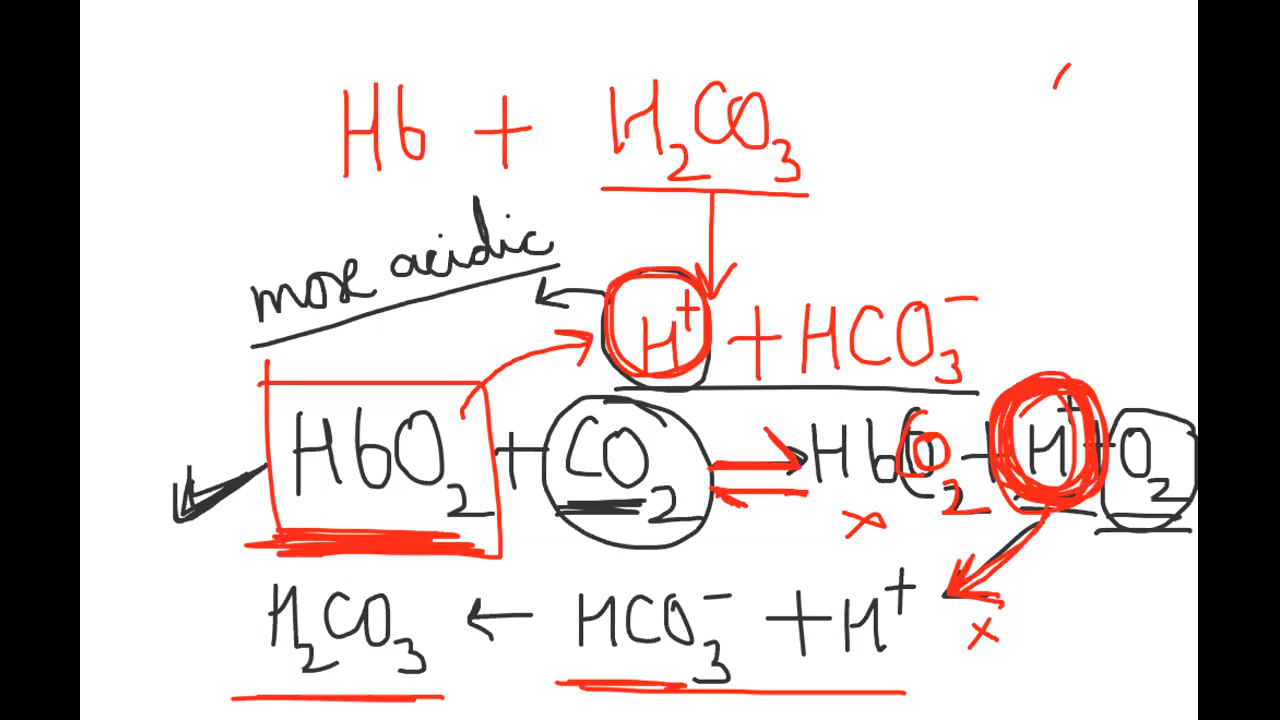 Hb + H₂CO₃
more acidic
H⁺ + HCO₃⁻
HbO₂ + CO₂ ⇌ HbCO₂ + H⁺ + O₂
x x
H₂CO₃ ← HCO₃⁻ + H⁺